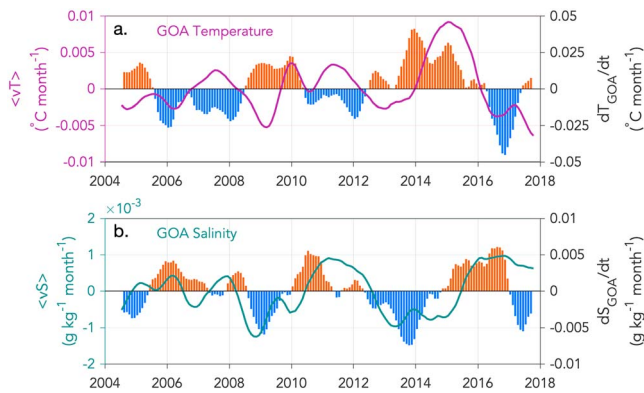 a. GOA Temperature
<vT>
(°C month⁻¹)
0.01
0.005
0
-0.005
-0.01
0.05
0.025
0
-0.025
-0.05
dT_GOA/dt
(°C month⁻¹)
2004 2006 2008 2010 2012 2014 2016 2018
b. GOA Salinity
×10⁻³
<vS>
(g kg⁻¹ month⁻¹)
2
1
0
-1
-2
0.01
0.005
0
-0.005
-0.01
dS_GOA/dt
(g kg⁻¹ month⁻¹)
2004 2006 2008 2010 2012 2014 2016 2018